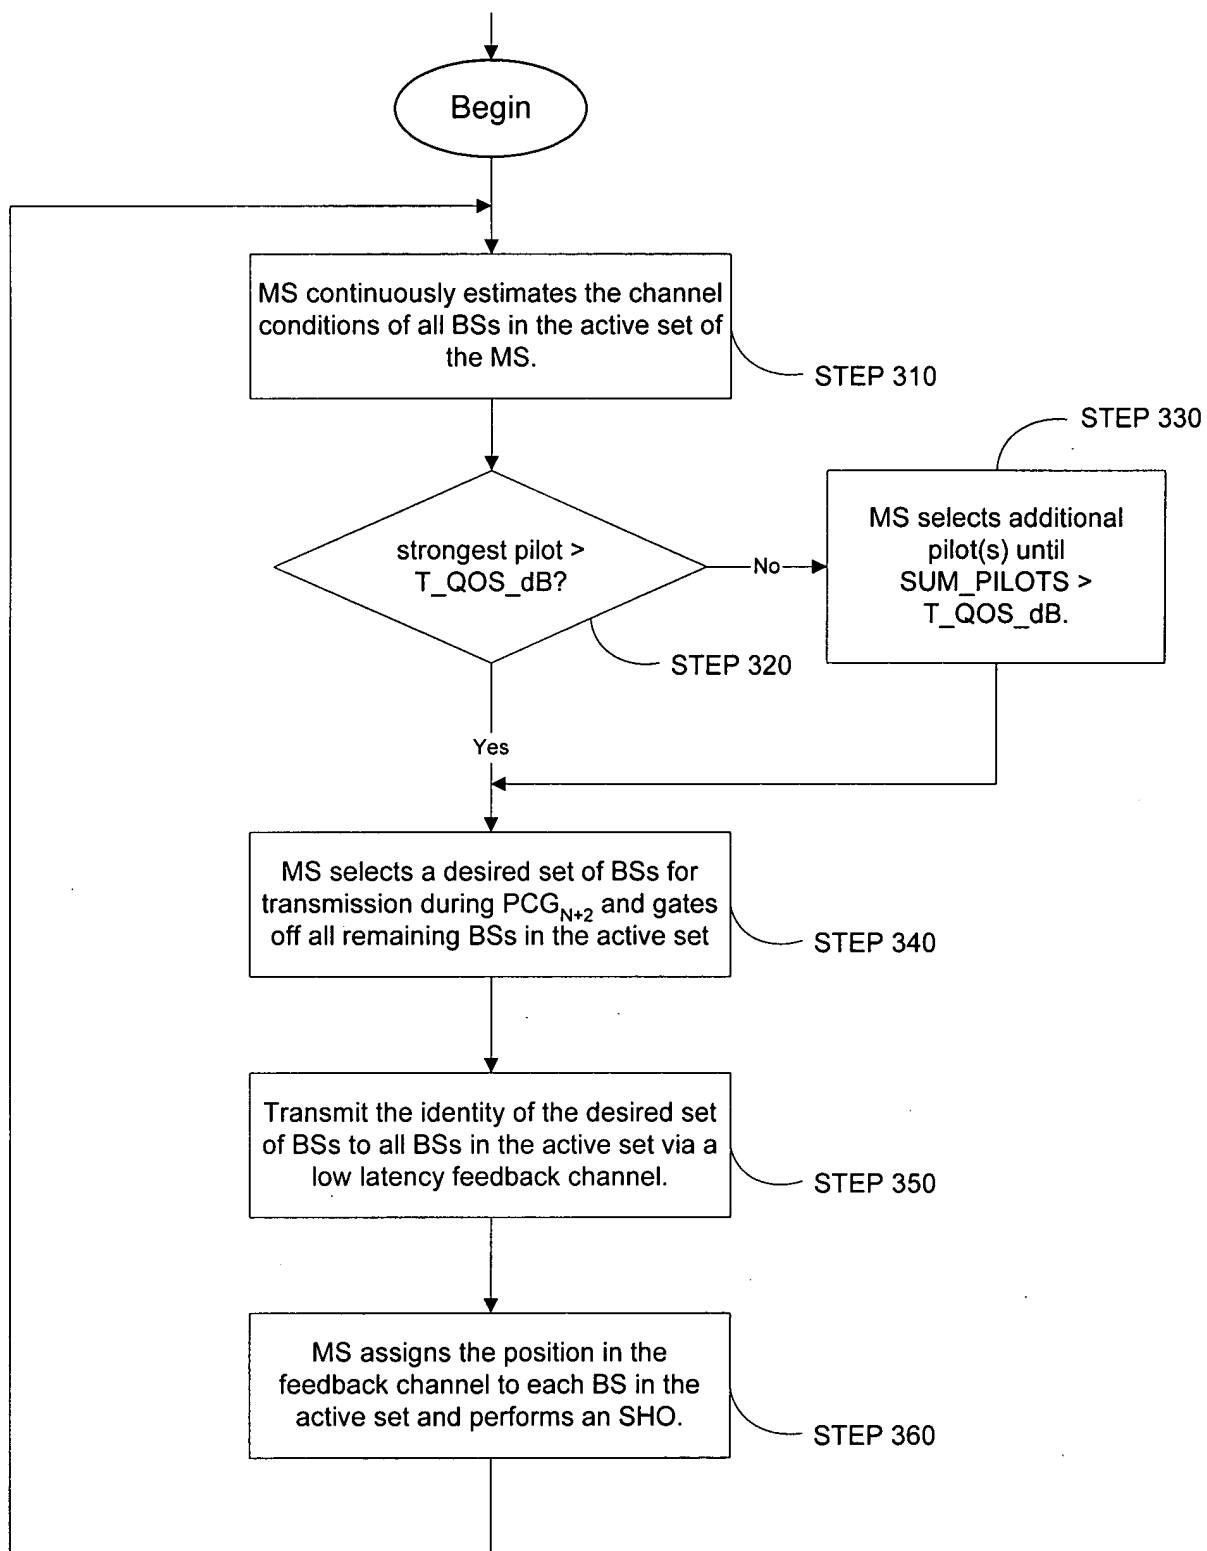 Begin
MS continuously estimates the channel
conditions of all BSs in the active set of
the MS.
STEP 310
STEP 330
MS selects additional
pilot(s) until
SUM_PILOTS >
T_QOS_dB.
strongest pilot >
T_QOS_dB?
No
STEP 320
Yes
MS selects a desired set of BSs for
transmission during PCG_{N+2} and gates
off all remaining BSs in the active set
STEP 340
Transmit the identity of the desired set
of BSs to all BSs in the active set via a
low latency feedback channel.
STEP 350
MS assigns the position in the
feedback channel to each BS in the
active set and performs an SHO.
STEP 360